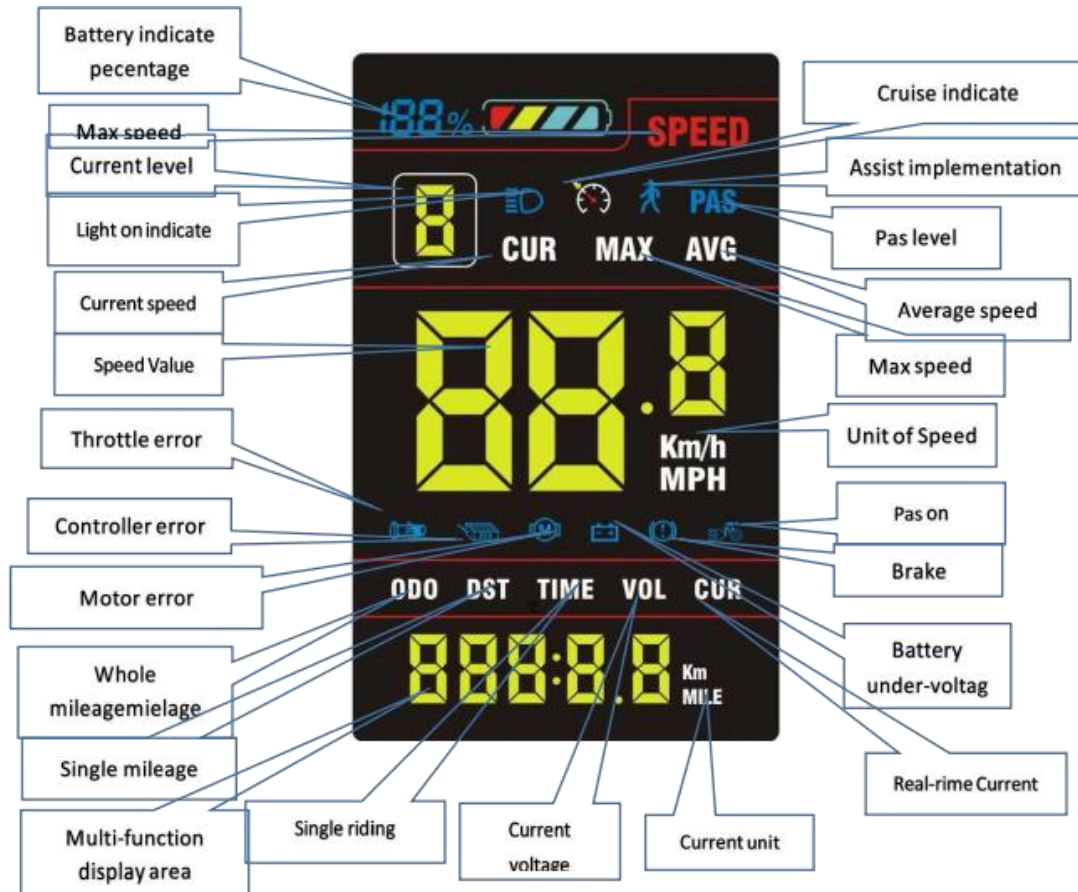 Battery indicate
pecentage
Max speed
Current level
Light on indicate
Current speed
Speed Value
Throttle error
Controller error
Motor error
Whole
mileagemielage
Single mileage
Multi-function
display area
188%
SPEED
8
PAS
CUR MAX AVG
88.8
Km/h
MPH
M
ODO DST TIME VOL CUR
888:8.8
Km
MILE
Cruise indicate
Assist implementation
Pas level
Average speed
Max speed
Unit of Speed
Pas on
Brake
Battery
under-voltag
Real-rime Current
Single riding
Current
voltage
Current unit